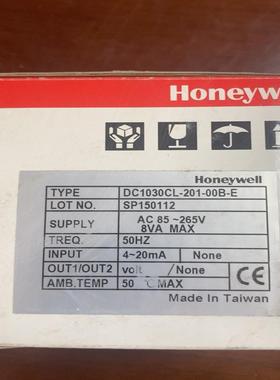 Honeywell
Honeywell
TYPE DC1030CL-201-00B-E
LOT NO. SP150112
SUPPLY AC 85 ~265V
8VA MAX
TREQ. 50HZ
INPUT 4~20mA None
OUT1/OUT2 volt / None
AMB.TEMP 50 ℃MAX
CE
Made In Taiwan